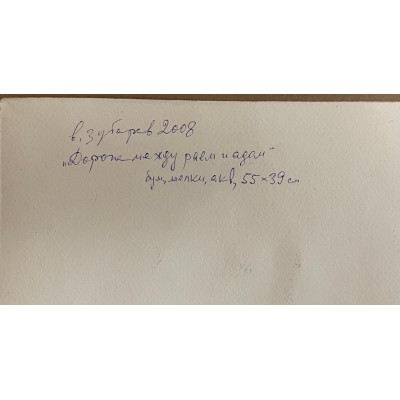 В. Зубарев 2008
„Дорога между раем и адом"
бум, мелки, акв, 55×39 см